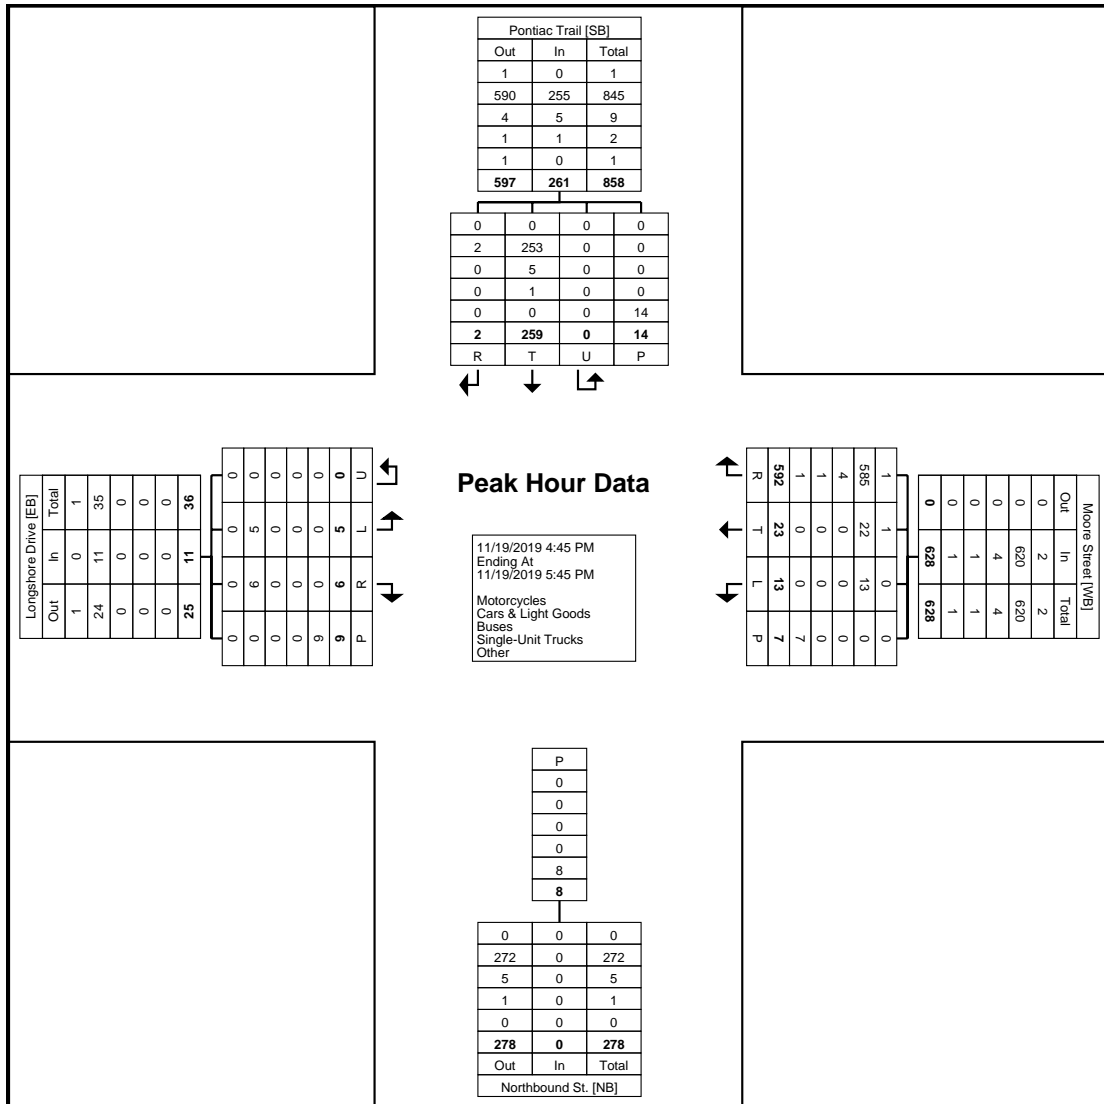 Pontiac Trail [SB]
Out In Total
1 0 1
590 255 845
4 5 9
1 1 2
1 0 1
597 261 858
0 0 0 0
2 253 0 0
0 5 0 0
0 1 0 0
0 0 0 14
2 259 0 14
R T U P
Longshore Drive [EB]
Out In Total
1 0 1
24 11 35
0 0 0
0 0 0
0 0 0
25 11 36
0 0 0 0
0 6 5 0
0 0 0 0
0 0 0 0
9 0 0 0
9 6 5 0
P R L U
Peak Hour Data
11/19/2019 4:45 PM
Ending At
11/19/2019 5:45 PM
Motorcycles
Cars & Light Goods
Buses
Single-Unit Trucks
Other
Moore Street [WB]
Out In Total
0 2 2
0 620 620
0 4 4
0 1 1
0 1 1
0 628 628
1 1 0 0
585 22 13 0
4 0 0 0
1 0 0 0
1 0 0 7
592 23 13 7
R T L P
P
0
0
0
0
8
8
0 0 0
272 0 272
5 0 5
1 0 1
0 0 0
278 0 278
Out In Total
Northbound St. [NB]